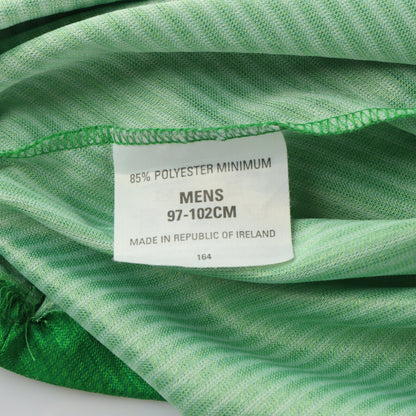 85% POLYESTER MINIMUM
MENS
97-102CM
MADE IN REPUBLIC OF IRELAND
164